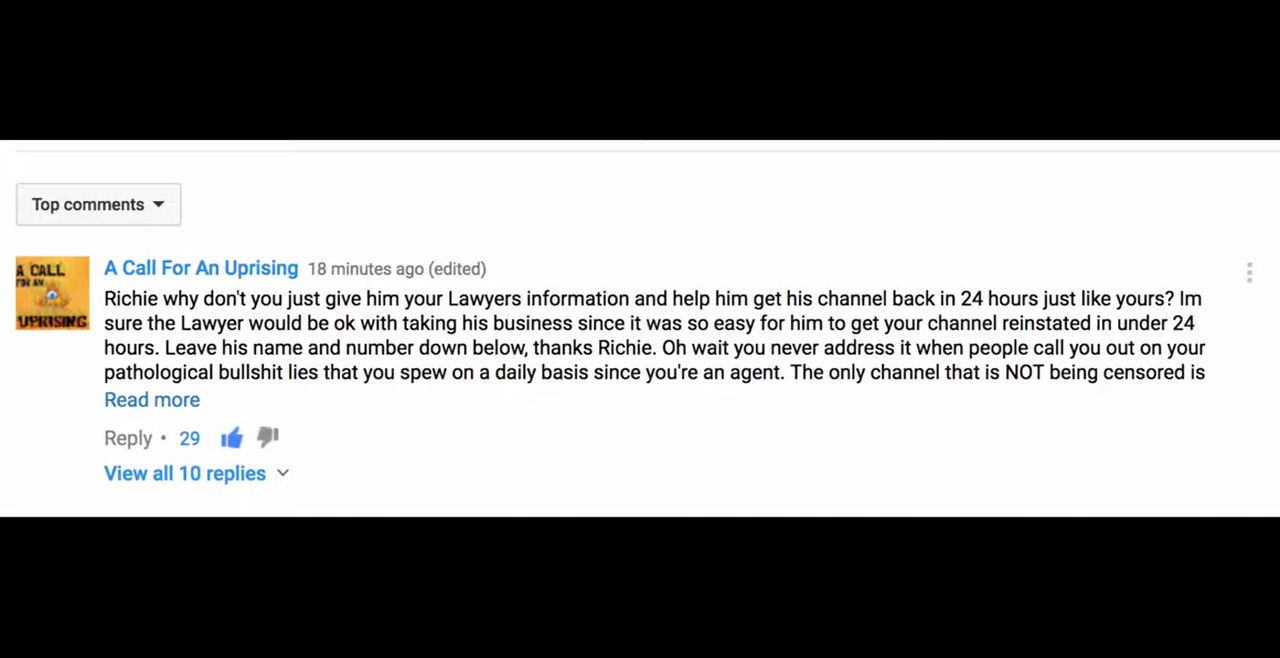 Top comments
A CALL
FOR AN
UPRISING
A Call For An Uprising 18 minutes ago (edited)
Richie why don't you just give him your Lawyers information and help him get his channel back in 24 hours just like yours? Im
sure the Lawyer would be ok with taking his business since it was so easy for him to get your channel reinstated in under 24
hours. Leave his name and number down below, thanks Richie. Oh wait you never address it when people call you out on your
pathological bullshit lies that you spew on a daily basis since you're an agent. The only channel that is NOT being censored is
Read more
Reply • 29
View all 10 replies